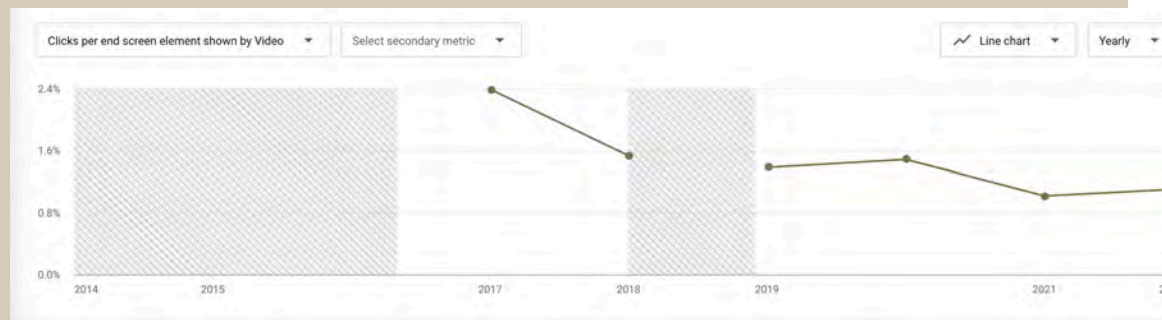 Clicks per end screen element shown by Video
Select secondary metric
Line chart
Yearly
2.4%
1.6%
0.8%
0.0%
2014
2015
2017
2018
2019
2021